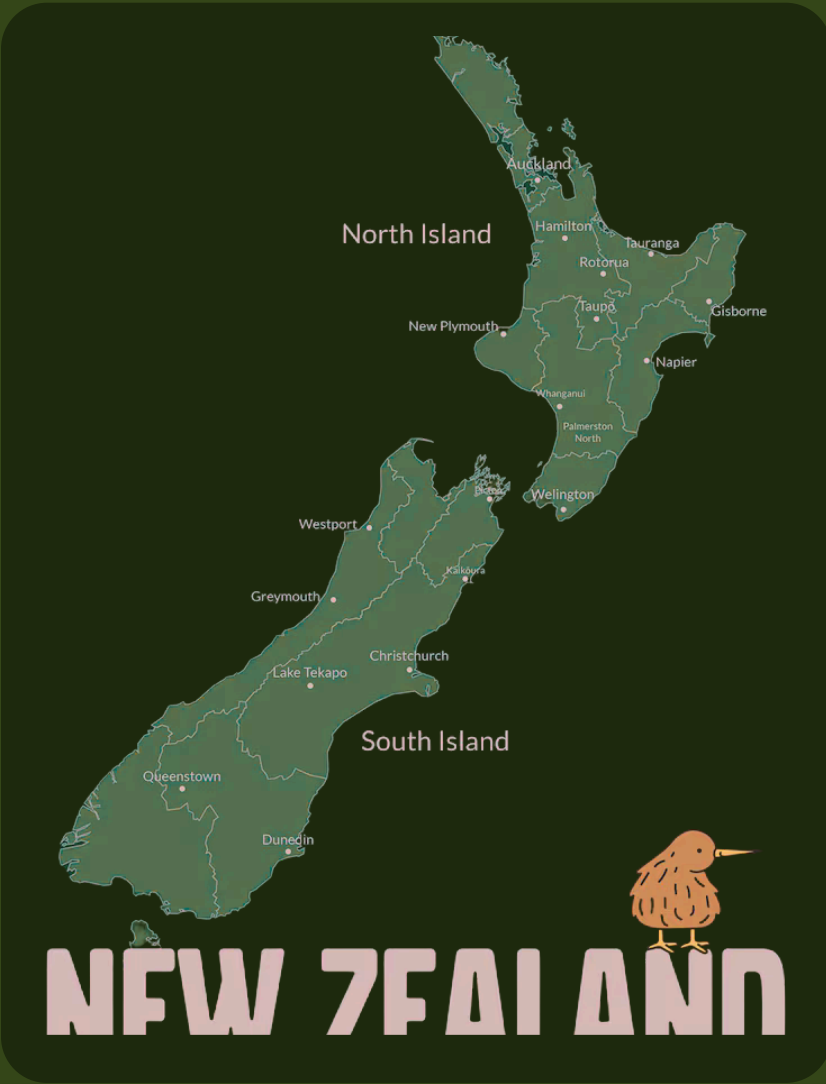 Auckland
North Island
Hamilton
Tauranga
Rotorua
Taupo
Gisborne
New Plymouth
Napier
Whanganui
Palmerston
North
Welington
Westport
Kaikoura
Greymouth
Christchurch
Lake Tekapo
South Island
Queenstown
Dunedin
NEW ZEALAND